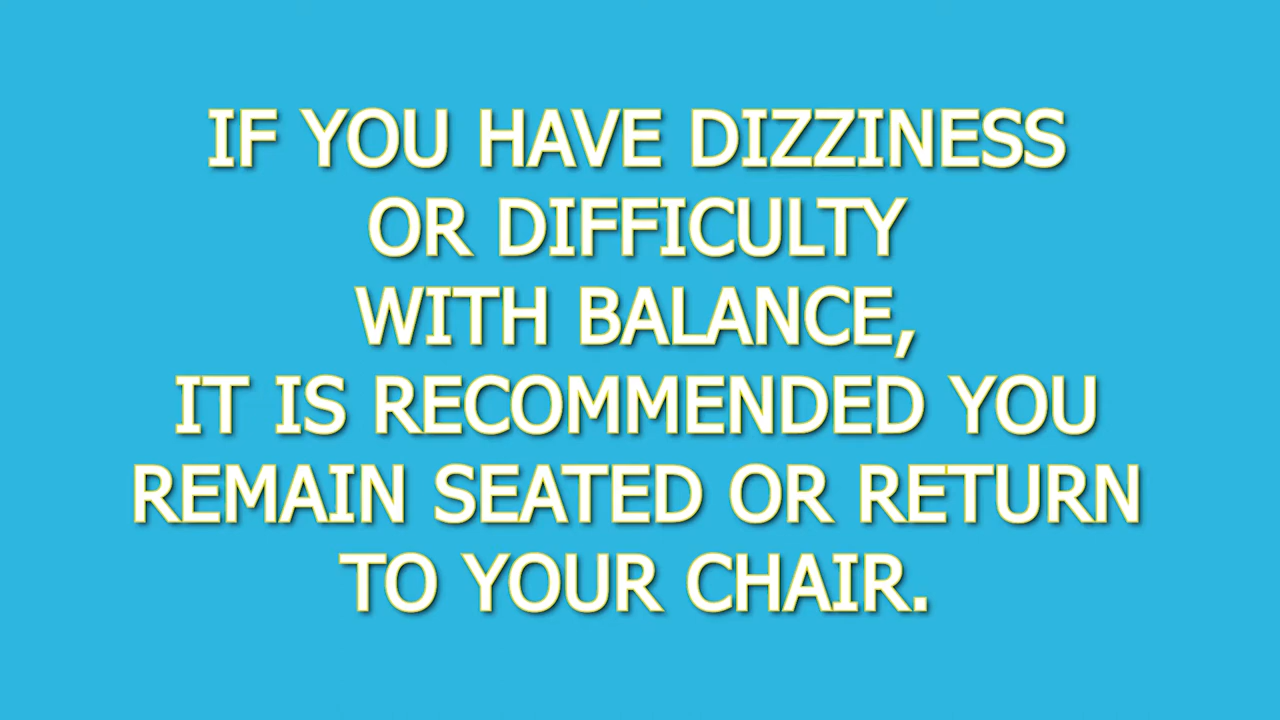 IF YOU HAVE DIZZINESS
OR DIFFICULTY
WITH BALANCE,
IT IS RECOMMENDED YOU
REMAIN SEATED OR RETURN
TO YOUR CHAIR.